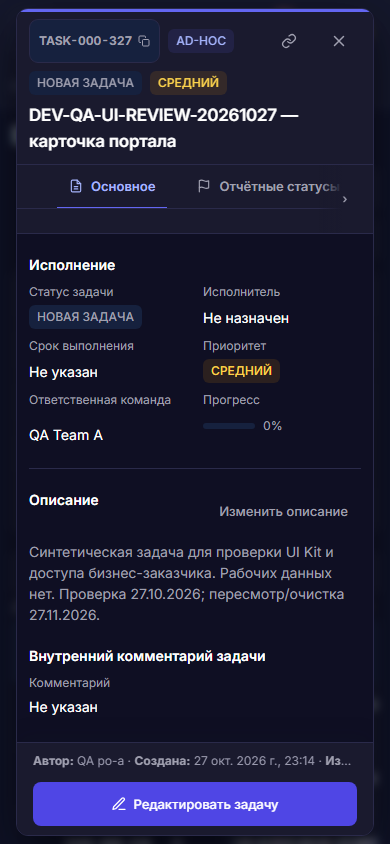 TASK-000-327 AD-HOC
НОВАЯ ЗАДАЧА СРЕДНИЙ
DEV-QA-UI-REVIEW-20261027 —
карточка портала
Основное Отчётные статусы
Исполнение
Статус задачи Исполнитель
НОВАЯ ЗАДАЧА Не назначен
Срок выполнения Приоритет
Не указан СРЕДНИЙ
Ответственная команда Прогресс
QA Team A 0%
Описание
Изменить описание
Синтетическая задача для проверки UI Kit и
доступа бизнес-заказчика. Рабочих данных
нет. Проверка 27.10.2026; пересмотр/очистка
27.11.2026.
Внутренний комментарий задачи
Комментарий
Не указан
Автор: QA po-a · Создана: 27 окт. 2026 г., 23:14 · Из...
Редактировать задачу